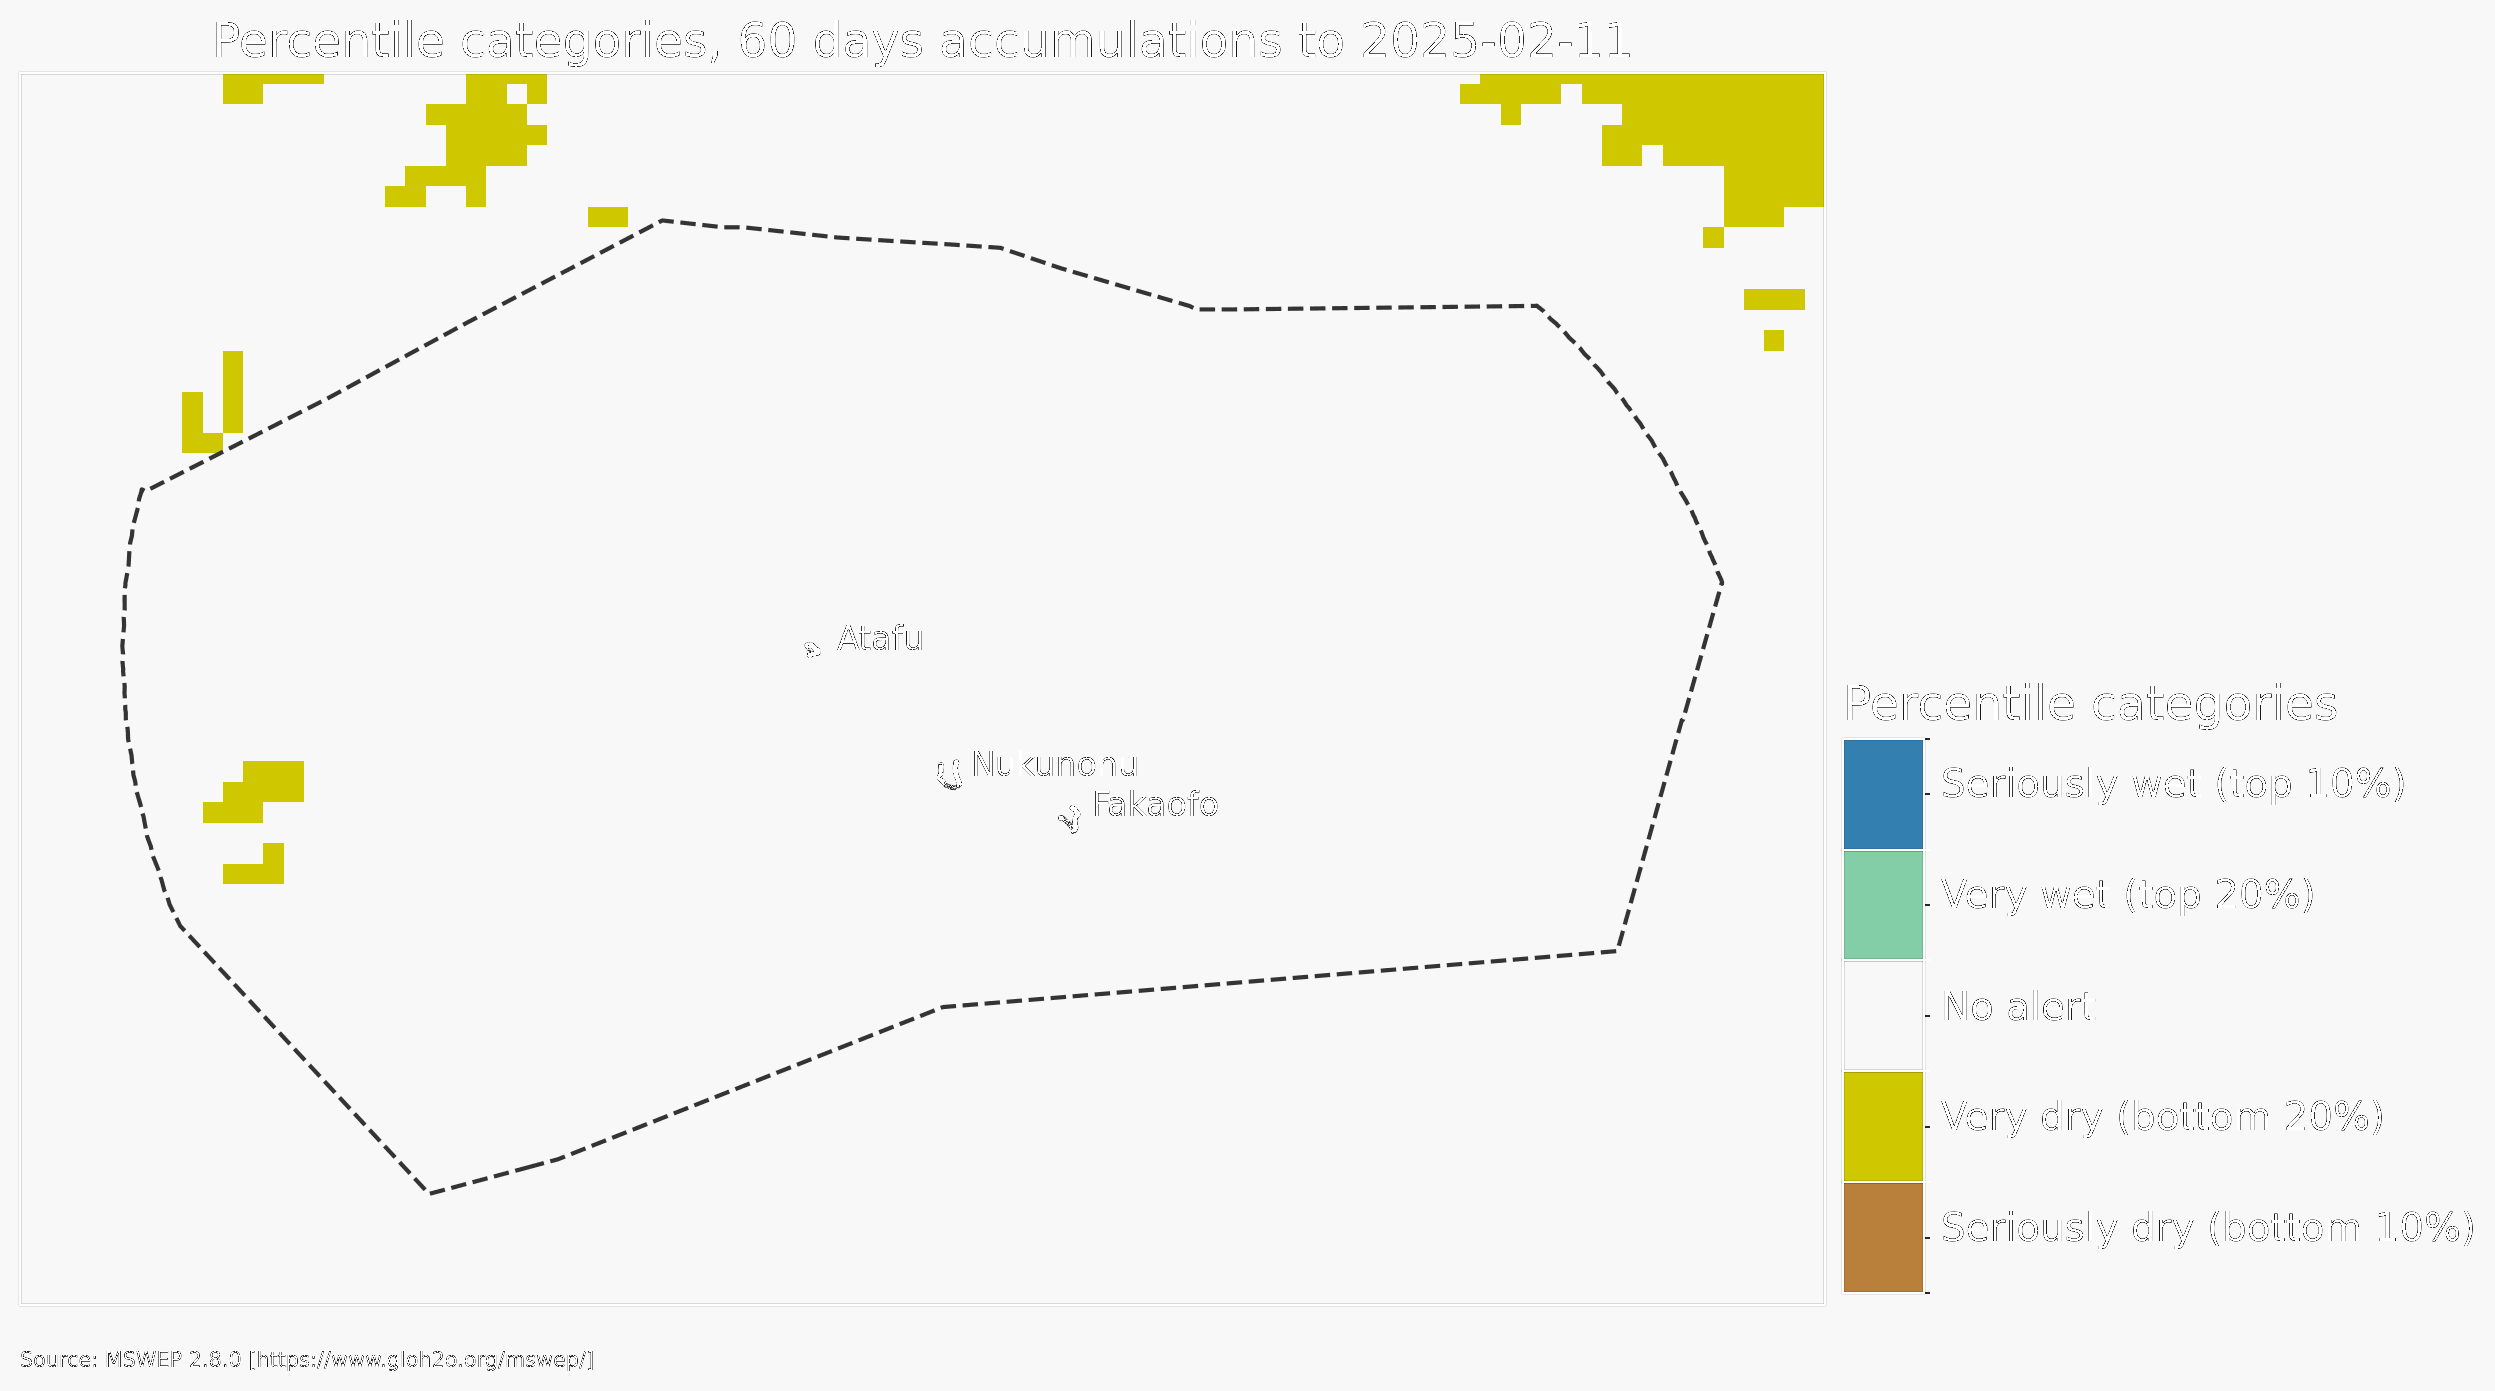 Percentile categories, 60 days accumulations to 2025-02-11
Atafu
Nukunonu
Fakaofo
Percentile categories
Seriously wet (top 10%)
Very wet (top 20%)
No alert
Very dry (bottom 20%)
Seriously dry (bottom 10%)
Source: MSWEP 2.8.0 [https://www.gloh2o.org/mswep/]